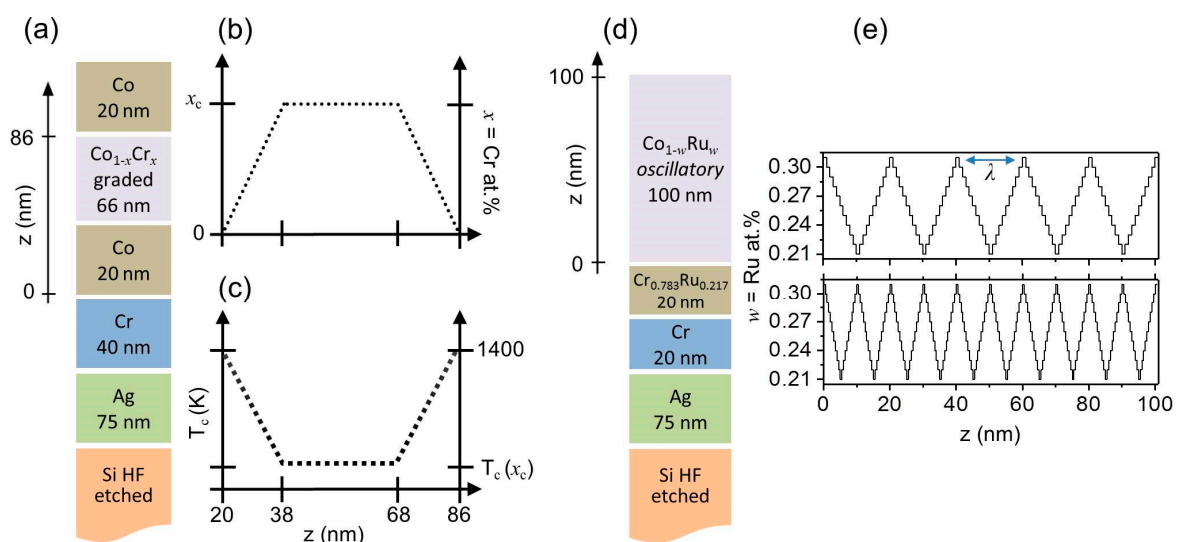 (a)
z (nm)
86
0
Co
20 nm
Co1-xCrx
graded
66 nm
Co
20 nm
Cr
40 nm
Ag
75 nm
Si HF
etched
(b)
xc
0
x = Cr at.%
(c)
Tc (K)
1400
Tc (xc)
20 38 68 86
z (nm)
(d)
100
z (nm)
0
Co1-wRuw
oscillatory
100 nm
Cr0.783Ru0.217
20 nm
Cr
20 nm
Ag
75 nm
Si HF
etched
(e)
w = Ru at.%
0.30
0.27
0.24
0.21
λ
0.30
0.27
0.24
0.21
0 20 40 60 80 100
z (nm)